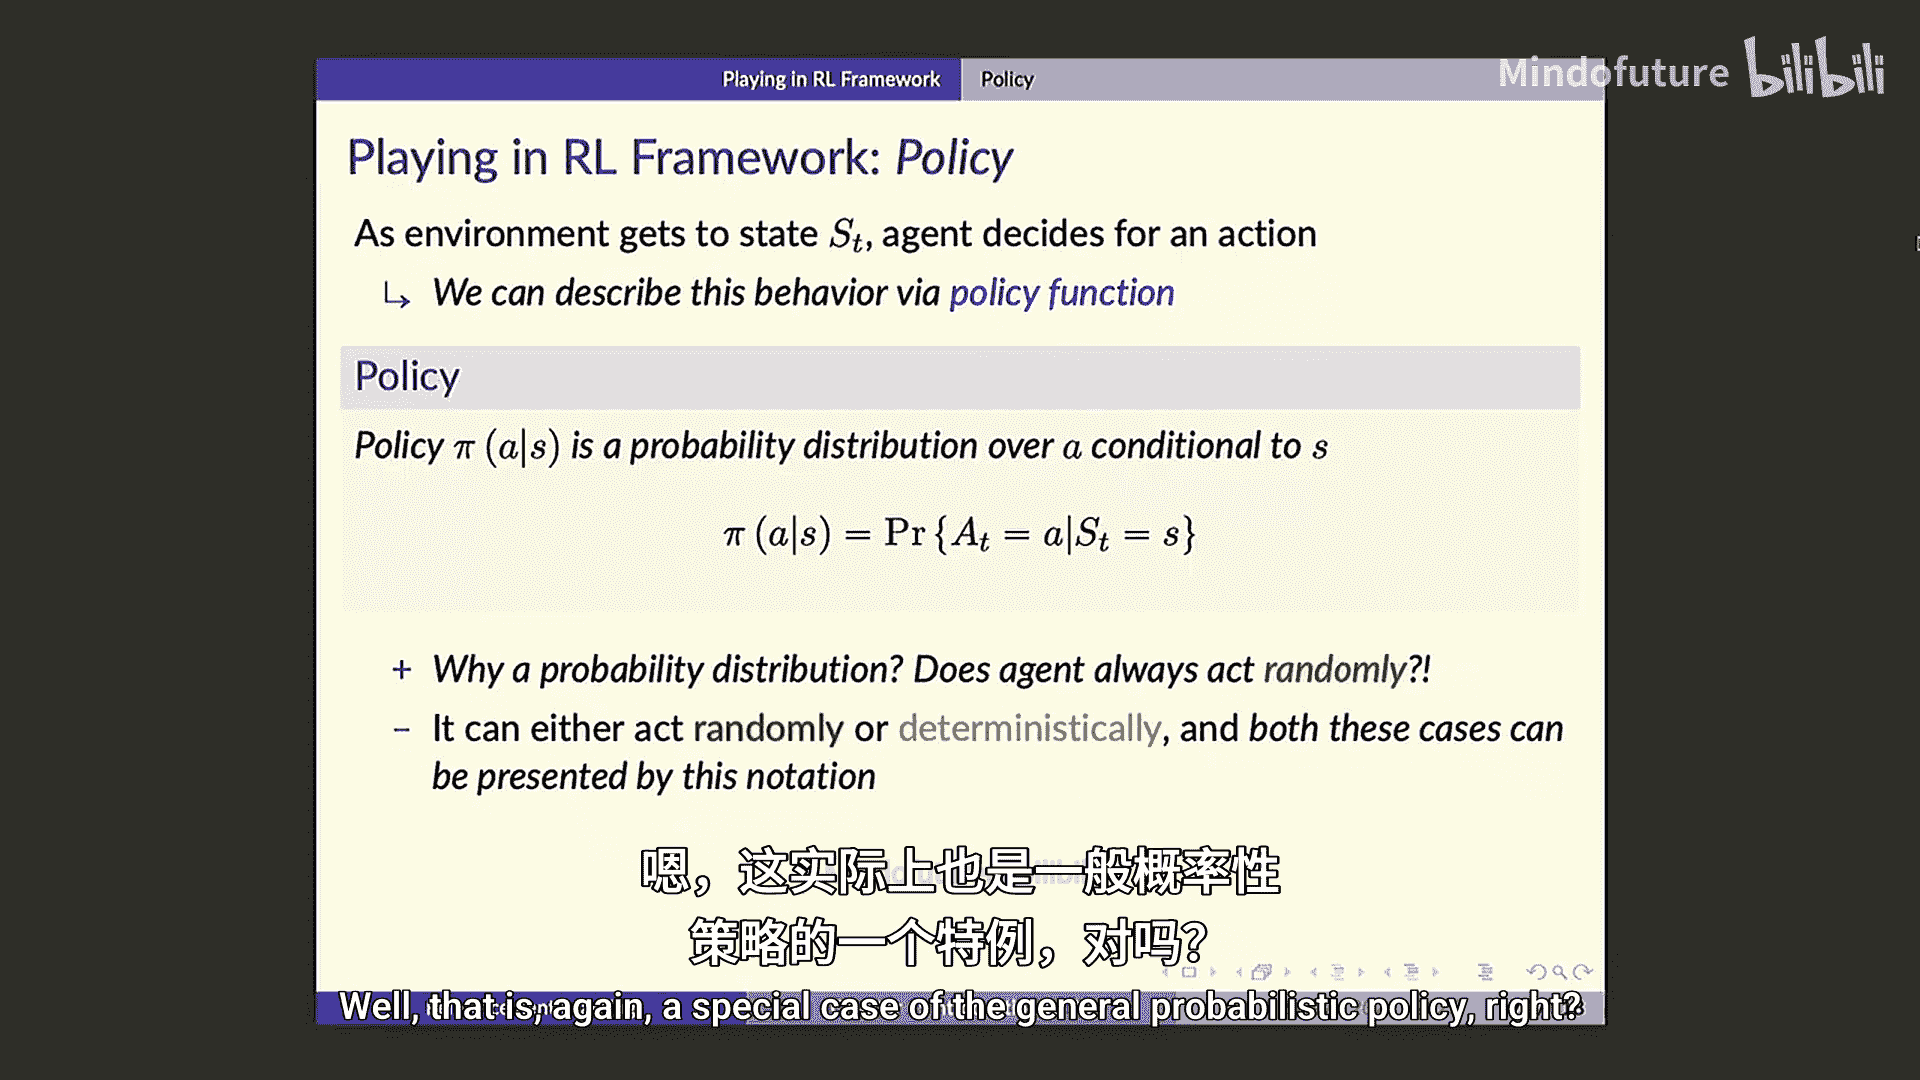 Playing in RL Framework Policy
Mindofuture bilibili
Playing in RL Framework: Policy
As environment gets to state Sₜ, agent decides for an action
↳ We can describe this behavior via policy function
Policy
Policy π (a|s) is a probability distribution over a conditional to s
π (a|s) = Pr {Aₜ = a|Sₜ = s}
+ Why a probability distribution? Does agent always act randomly?!
− It can either act randomly or deterministically, and both these cases can
be presented by this notation
嗯，这实际上也是一般概率性
策略的一个特例，对吗？
Well, that is, again, a special case of the general probabilistic policy, right?